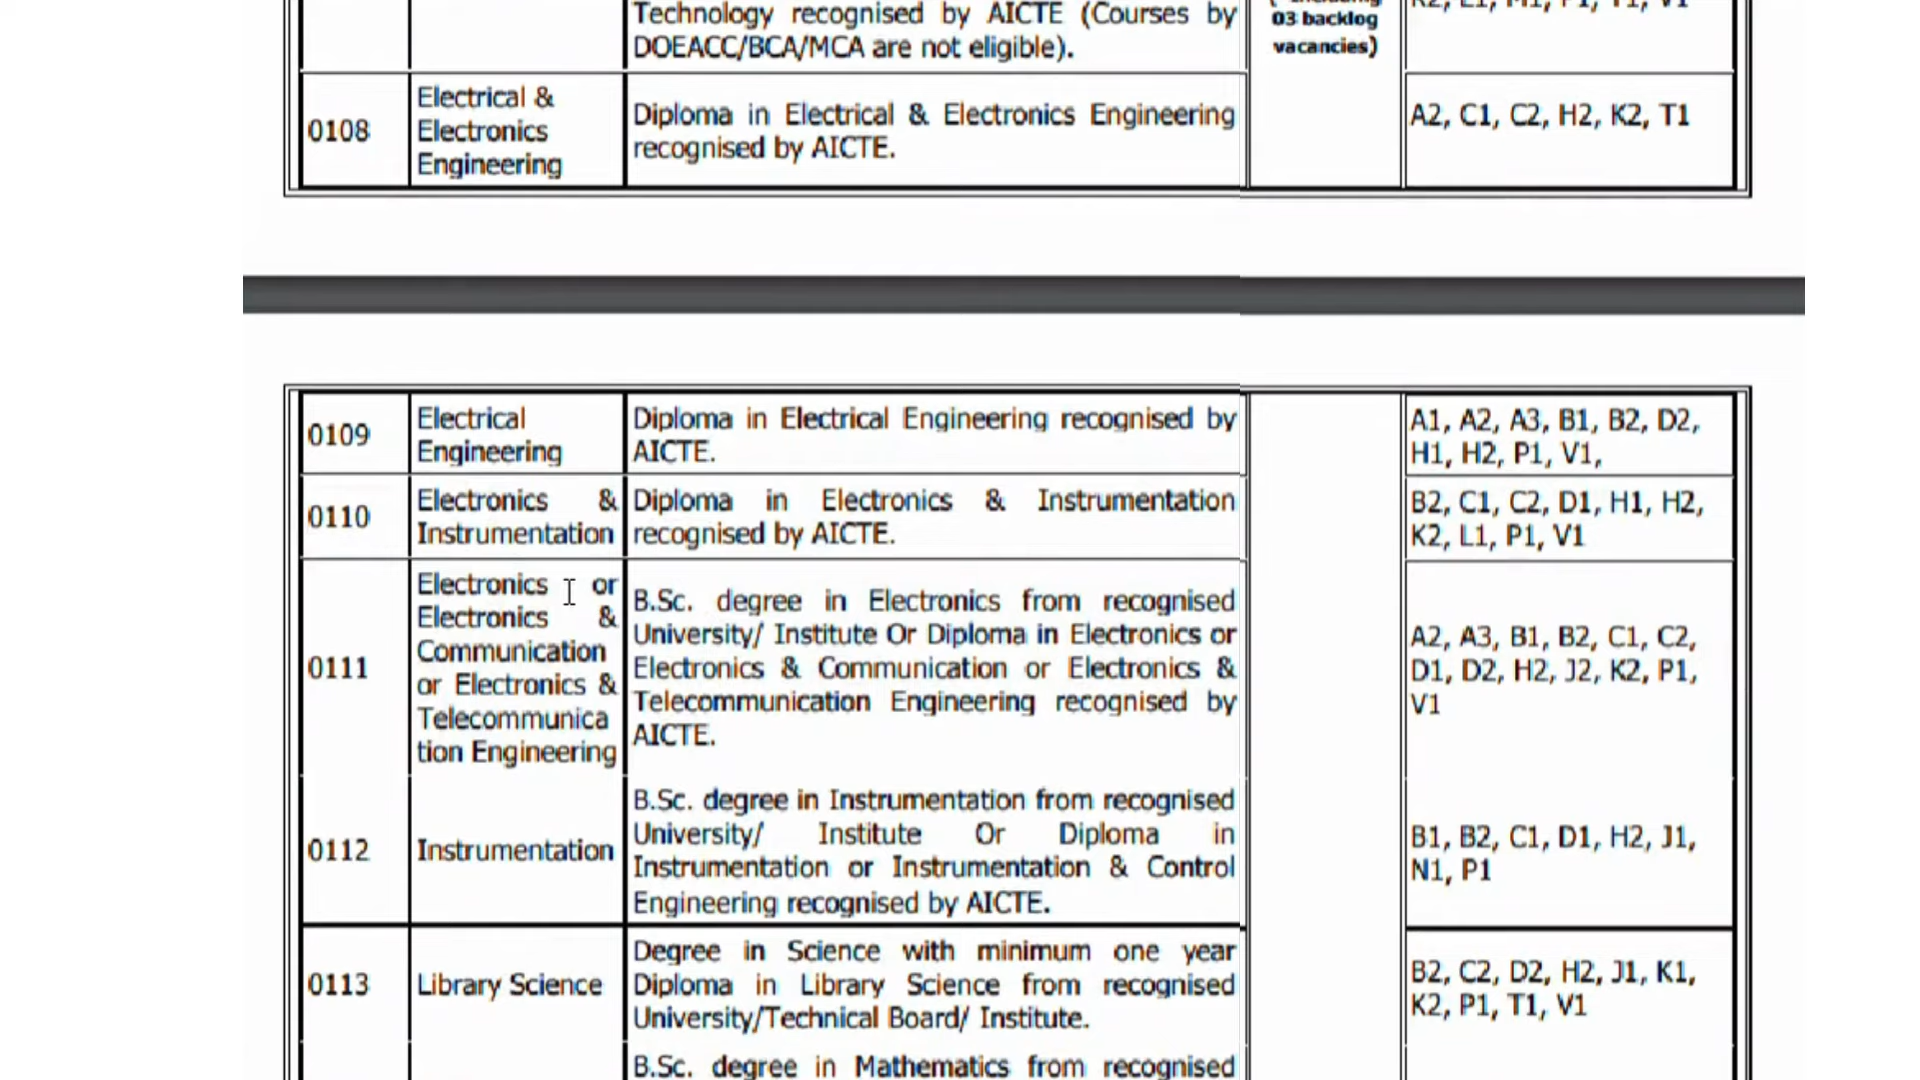 Technology recognised by AICTE (Courses by
DOEACC/BCA/MCA are not eligible).
03 backlog
vacancies)
0108
Electrical &
Electronics
Engineering
Diploma in Electrical & Electronics Engineering
recognised by AICTE.
A2, C1, C2, H2, K2, T1
0109
Electrical
Engineering
Diploma in Electrical Engineering recognised by
AICTE.
A1, A2, A3, B1, B2, D2,
H1, H2, P1, V1,
0110
Electronics &
Instrumentation
Diploma in Electronics & Instrumentation
recognised by AICTE.
B2, C1, C2, D1, H1, H2,
K2, L1, P1, V1
0111
Electronics or
Electronics &
Communication
or Electronics &
Telecommunica
tion Engineering
B.Sc. degree in Electronics from recognised
University/ Institute Or Diploma in Electronics or
Electronics & Communication or Electronics &
Telecommunication Engineering recognised by
AICTE.
A2, A3, B1, B2, C1, C2,
D1, D2, H2, J2, K2, P1,
V1
0112
Instrumentation
B.Sc. degree in Instrumentation from recognised
University/ Institute Or Diploma in
Instrumentation or Instrumentation & Control
Engineering recognised by AICTE.
B1, B2, C1, D1, H2, J1,
N1, P1
0113
Library Science
Degree in Science with minimum one year
Diploma in Library Science from recognised
University/Technical Board/ Institute.
B2, C2, D2, H2, J1, K1,
K2, P1, T1, V1
B.Sc. degree in Mathematics from recognised